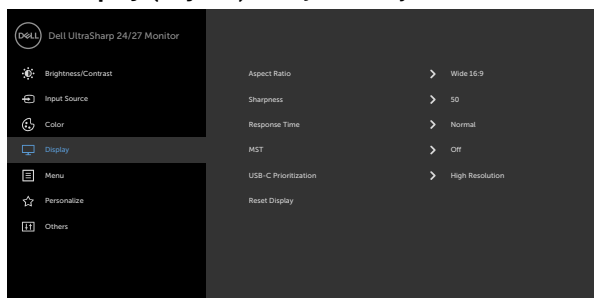 DELL
Dell UltraSharp 24/27 Monitor
Brightness/Contrast
Aspect Ratio > Wide 16:9
Input Source
Sharpness > 50
Color
Response Time > Normal
Display
MST > Off
Menu
USB-C Prioritization > High Resolution
Personalize
Reset Display
Others